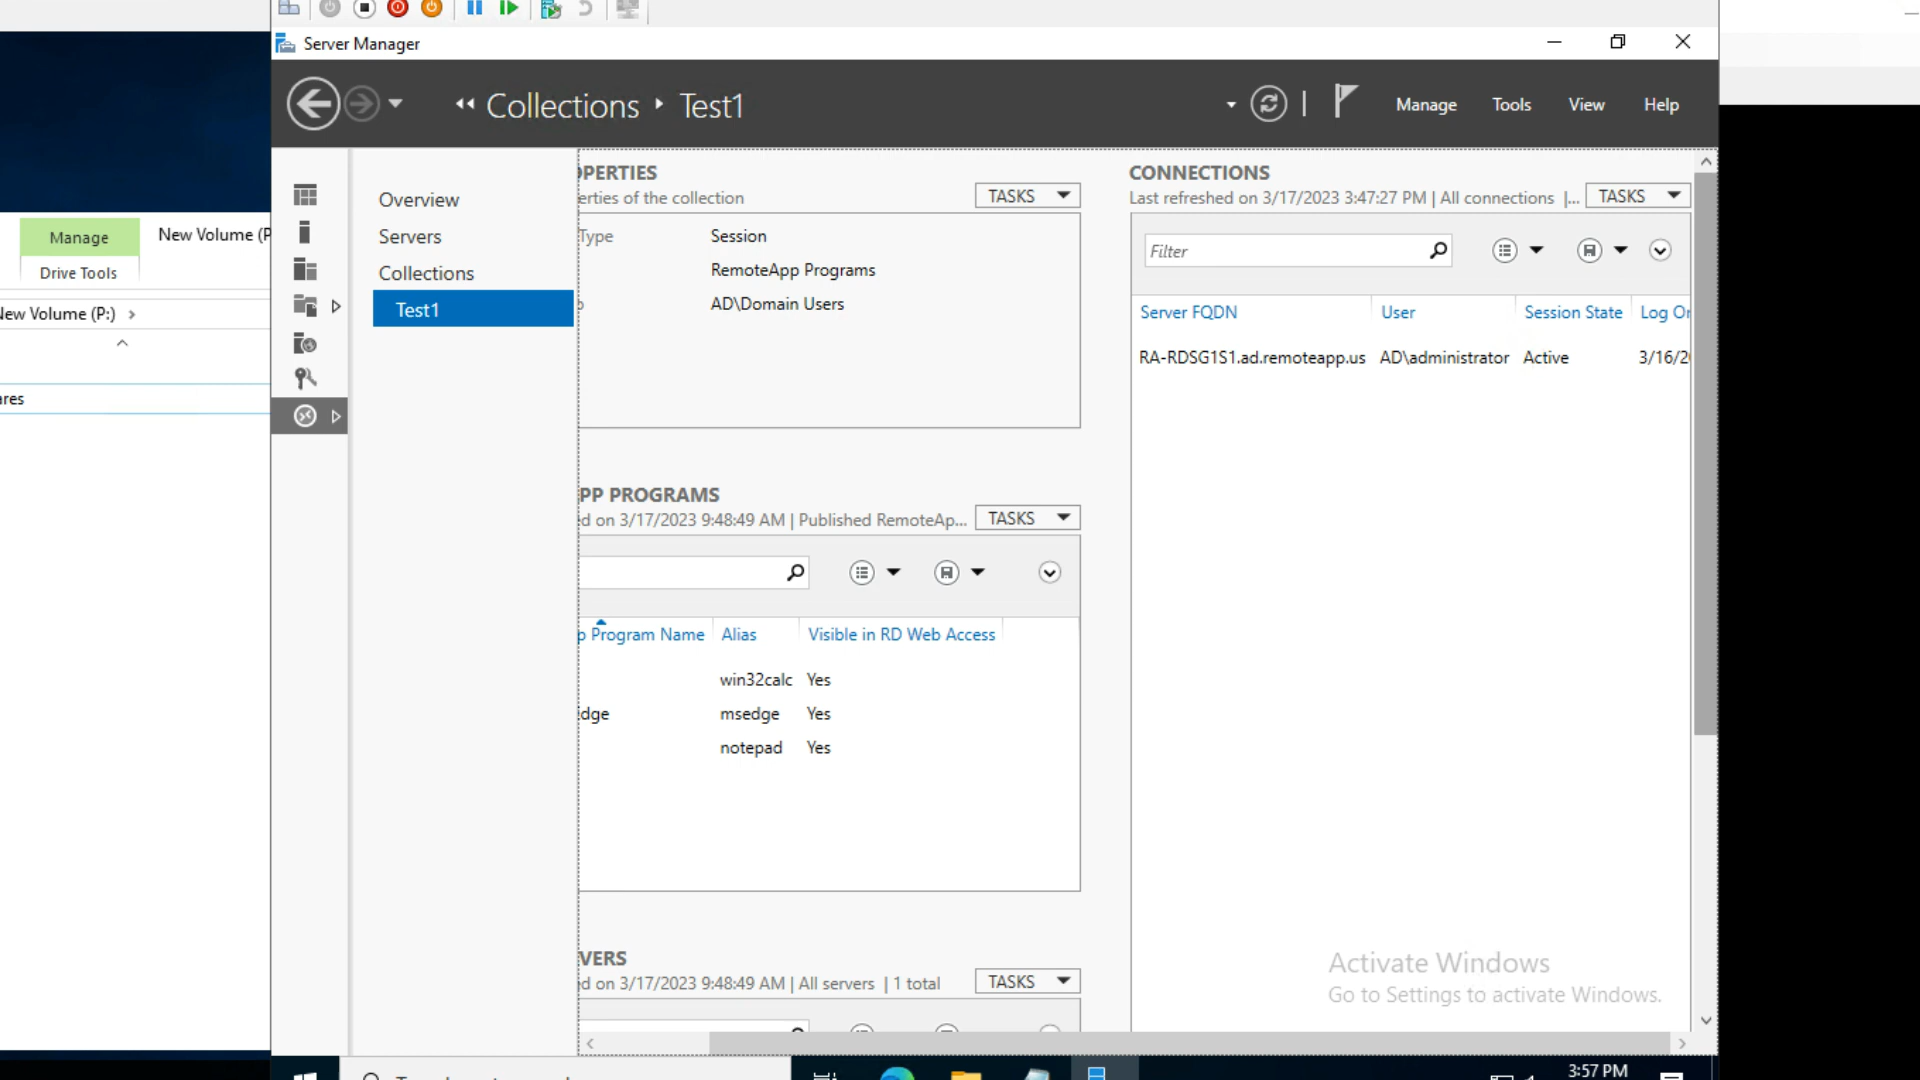 Server Manager
Collections
Test1
Manage
Tools
View
Help
Manage
New Volume (P
Drive Tools
New Volume (P:)
Overview
Servers
Collections
Test1
PERTIES
erties of the collection
TASKS
Type
Session
RemoteApp Programs
AD\Domain Users
PP PROGRAMS
d on 3/17/2023 9:48:49 AM | Published RemoteAp...
TASKS
p Program Name
Alias
Visible in RD Web Access
win32calc
Yes
dge
msedge
Yes
notepad
Yes
VERS
d on 3/17/2023 9:48:49 AM | All servers | 1 total
TASKS
CONNECTIONS
Last refreshed on 3/17/2023 3:47:27 PM | All connections |...
TASKS
Filter
Server FQDN
User
Session State
Log On
RA-RDSG1S1.ad.remoteapp.us
AD\administrator
Active
3/16/20
Activate Windows
Go to Settings to activate Windows.
3:57 PM